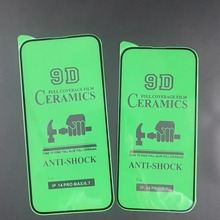 9D
FULL COVERAGE FILM
CERAMICS
ANTI-SHOCK
IP 14 PRO MAX/6.7
9D
FULL COVERAGE FILM
CERAMICS
ANTI-SHOCK